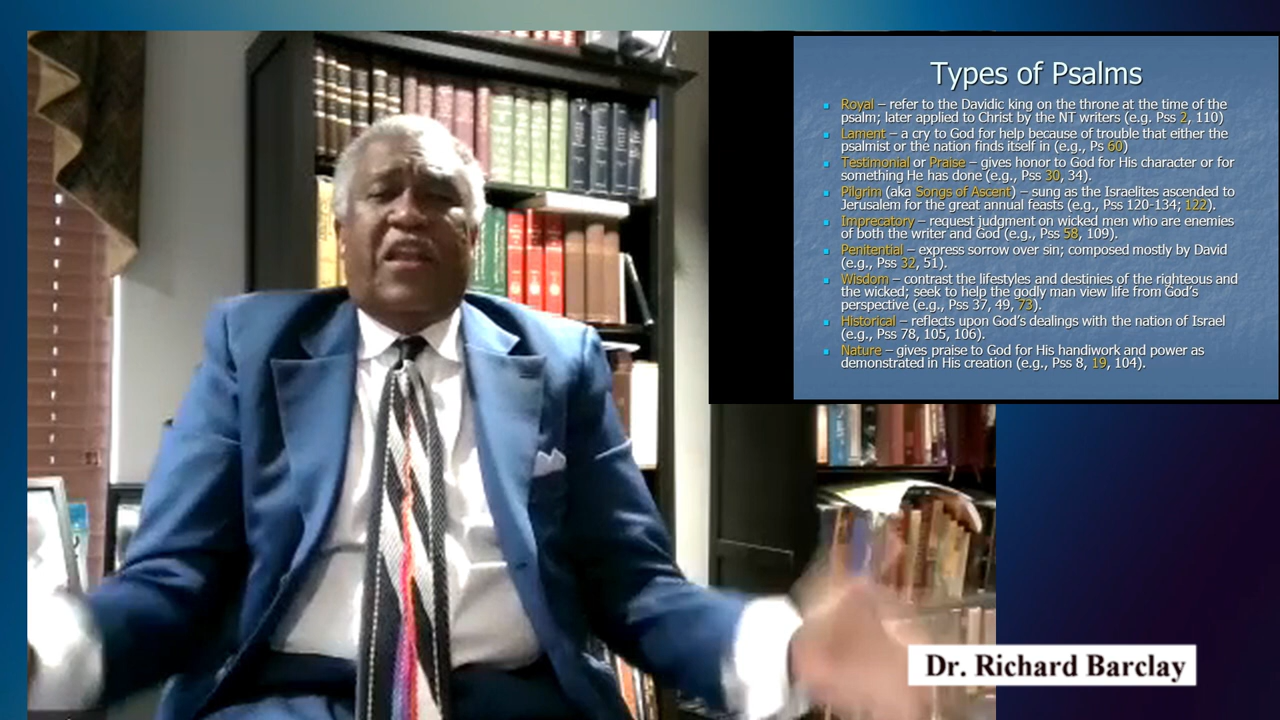 Types of Psalms
Royal – refer to the Davidic king on the throne at the time of the
psalm; later applied to Christ by the NT writers (e.g. Pss 2, 110)
Lament – a cry to God for help because of trouble that either the
psalmist or the nation finds itself in (e.g., Ps 60)
Testimonial or Praise – gives honor to God for His character or for
something He has done (e.g., Pss 30, 34).
Pilgrim (aka Songs of Ascent) – sung as the Israelites ascended to
Jerusalem for the great annual feasts (e.g., Pss 120-134; 122).
Imprecatory – request judgment on wicked men who are enemies
of both the writer and God (e.g., Pss 58, 109).
Penitential – express sorrow over sin; composed mostly by David
(e.g., Pss 32, 51).
Wisdom – contrast the lifestyles and destinies of the righteous and
the wicked; seek to help the godly man view life from God's
perspective (e.g., Pss 37, 49, 73).
Historical – reflects upon God's dealings with the nation of Israel
(e.g., Pss 78, 105, 106).
Nature – gives praise to God for His handiwork and power as
demonstrated in His creation (e.g., Pss 8, 19, 104).
Dr. Richard Barclay